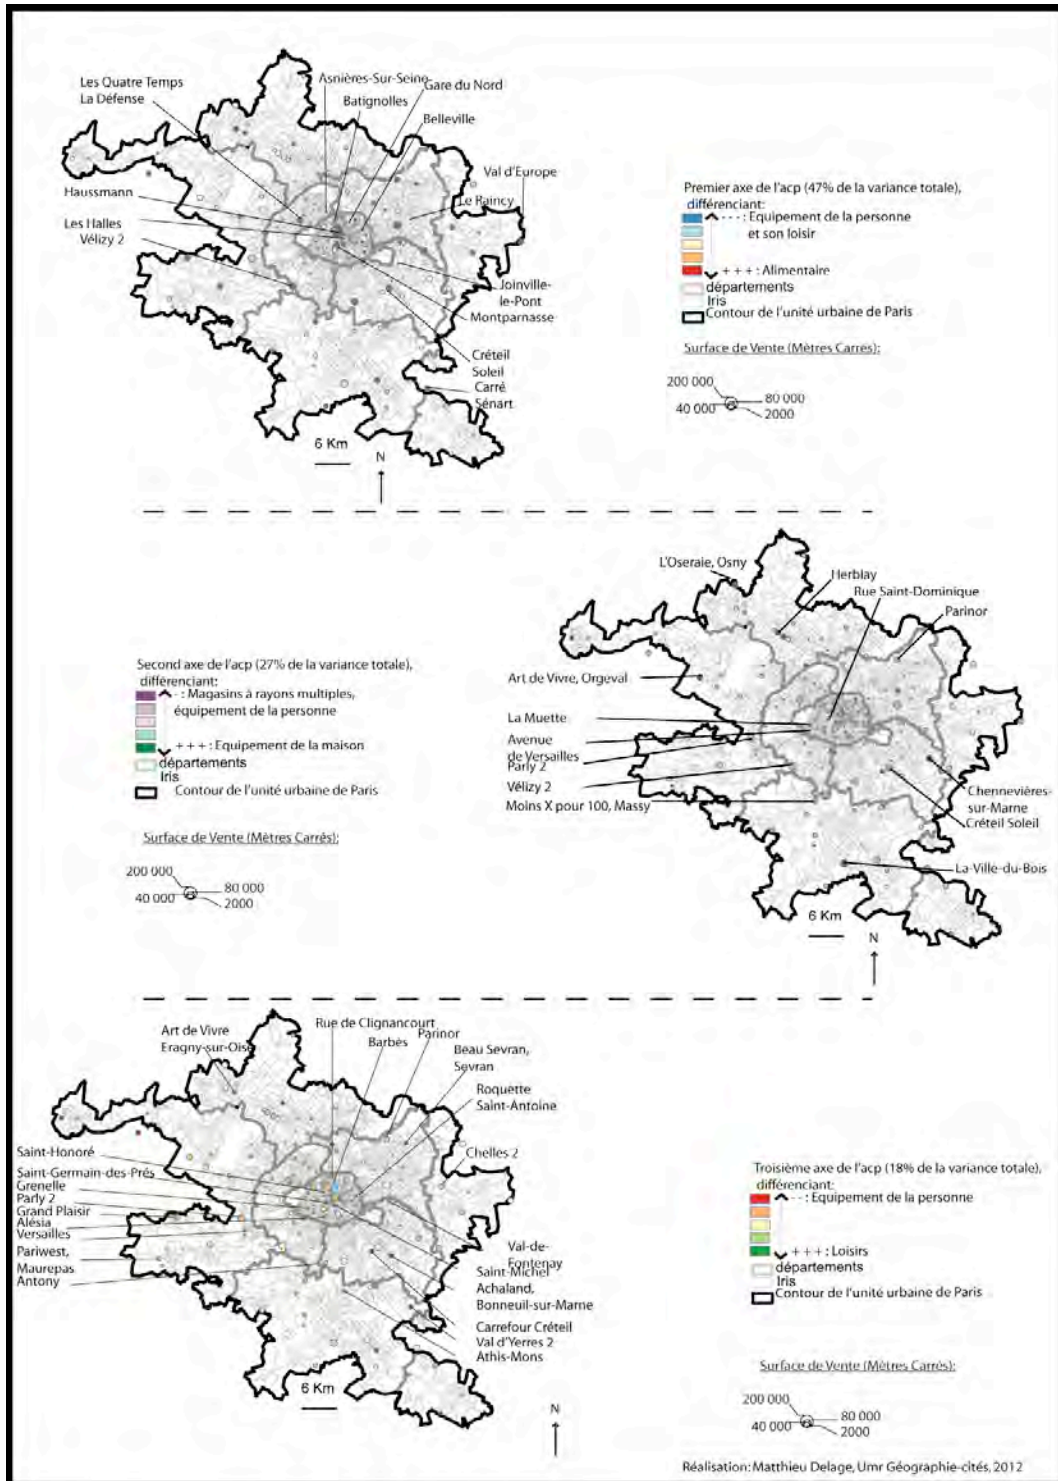 Les Quatre Temps
La Défense
Asnières-Sur-Seine
Gare du Nord
Batignolles
Belleville
Val d'Europe
Haussmann
Le Raincy
Les Halles
Vélizy 2
Joinville-
le-Pont
Montparnasse
Créteil
Soleil
Carré
Sénart
6 Km
N
Premier axe de l'acp (47% de la variance totale),
différenciant:
- - - : Equipement de la personne
et son loisir
+ + + : Alimentaire
départements
Iris
Contour de l'unité urbaine de Paris
Surface de Vente (Mètres Carrés):
200 000
80 000
40 000
2000
L'Oseraie, Osny
Herblay
Rue Saint-Dominique
Parinor
Art de Vivre, Orgeval
La Muette
Avenue
de Versailles
Parly 2
Vélizy 2
Moins X pour 100, Massy
Chennevières-
sur-Marne
Créteil Soleil
La-Ville-du-Bois
6 Km
N
Second axe de l'acp (27% de la variance totale),
différenciant:
- : Magasins à rayons multiples,
équipement de la personne
+ + + : Equipement de la maison
départements
Iris
Contour de l'unité urbaine de Paris
Surface de Vente (Mètres Carrés):
200 000
80 000
40 000
2000
Art de Vivre
Eragny-sur-Oise
Rue de Clignancourt
Barbès
Parinor
Beau Sevran,
Sevran
Roquette
Saint-Antoine
Chelles 2
Saint-Honoré
Saint-Germain-des-Prés
Grenelle
Parly 2
Grand Plaisir
Alésia
Versailles
Pariwest,
Maurepas
Antony
Val-de-
Fontenay
Saint-Michel
Achaland,
Bonneuil-sur-Marne
Carrefour Créteil
Val d'Yerres 2
Athis-Mons
6 Km
N
Troisième axe de l'acp (18% de la variance totale),
différenciant:
- - : Equipement de la personne
+ + + : Loisirs
départements
Iris
Contour de l'unité urbaine de Paris
Surface de Vente (Mètres Carrés):
200 000
80 000
40 000
2000
Réalisation: Matthieu Delage, Umr Géographie-cités, 2012